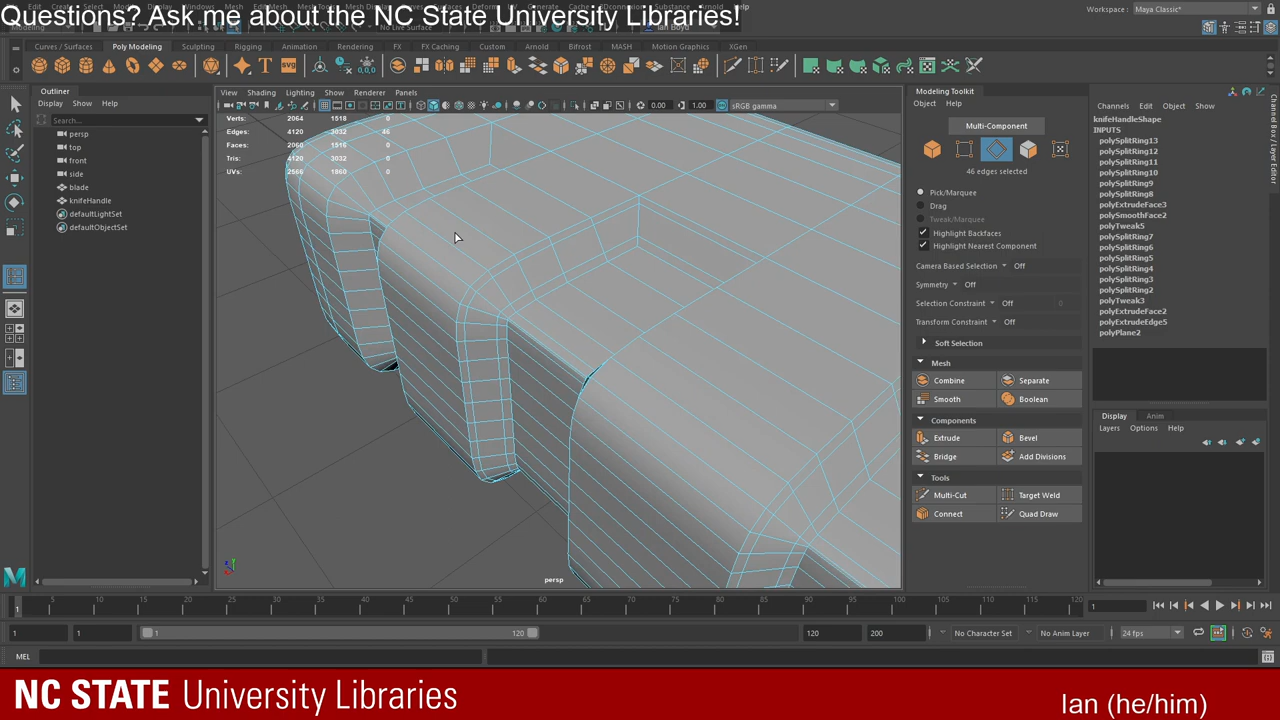 Questions? Ask me about the NC State University Libraries!
Workspace : Maya Classic*
Curves / Surfaces Poly Modeling Sculpting Rigging Animation Rendering FX FX Caching Custom Arnold Bifrost MASH Motion Graphics XGen
Outliner
Display Show Help
Search...
persp
top
front
side
blade
knifeHandle
defaultLightSet
defaultObjectSet
View Shading Lighting Show Renderer Panels
0.00 1.00 sRGB gamma
Verts: 2064 1518 0
Edges: 4120 3032 46
Faces: 2060 1516 0
Tris: 4120 3032 0
UVs: 2566 1860 0
persp
Modeling Toolkit
Object Help
Multi-Component
46 edges selected
Pick/Marquee
Drag
Tweak/Marquee
Highlight Backfaces
Highlight Nearest Component
Camera Based Selection Off
Symmetry Off
Selection Constraint Off 0
Transform Constraint Off
Soft Selection
Mesh
Combine Separate
Smooth Boolean
Components
Extrude Bevel
Bridge Add Divisions
Tools
Multi-Cut Target Weld
Connect Quad Draw
Channels Edit Object Show
knifeHandleShape
INPUTS
polySplitRing13
polySplitRing12
polySplitRing11
polySplitRing10
polySplitRing9
polySplitRing8
polyExtrudeFace3
polySmoothFace2
polyTweak5
polySplitRing7
polySplitRing6
polySplitRing5
polySplitRing4
polySplitRing3
polySplitRing2
polyTweak3
polyExtrudeFace2
polyExtrudeEdge5
polyPlane2
Display Anim
Layers Options Help
Channel Box / Layer Editor
5 10 15 20 25 30 35 40 45 50 55 60 65 70 75 80 85 90 95 100 105 110 115 120
1 1
1 1 1 120 120 200 No Character Set No Anim Layer 24 fps
MEL
NC STATE University Libraries
Ian (he/him)